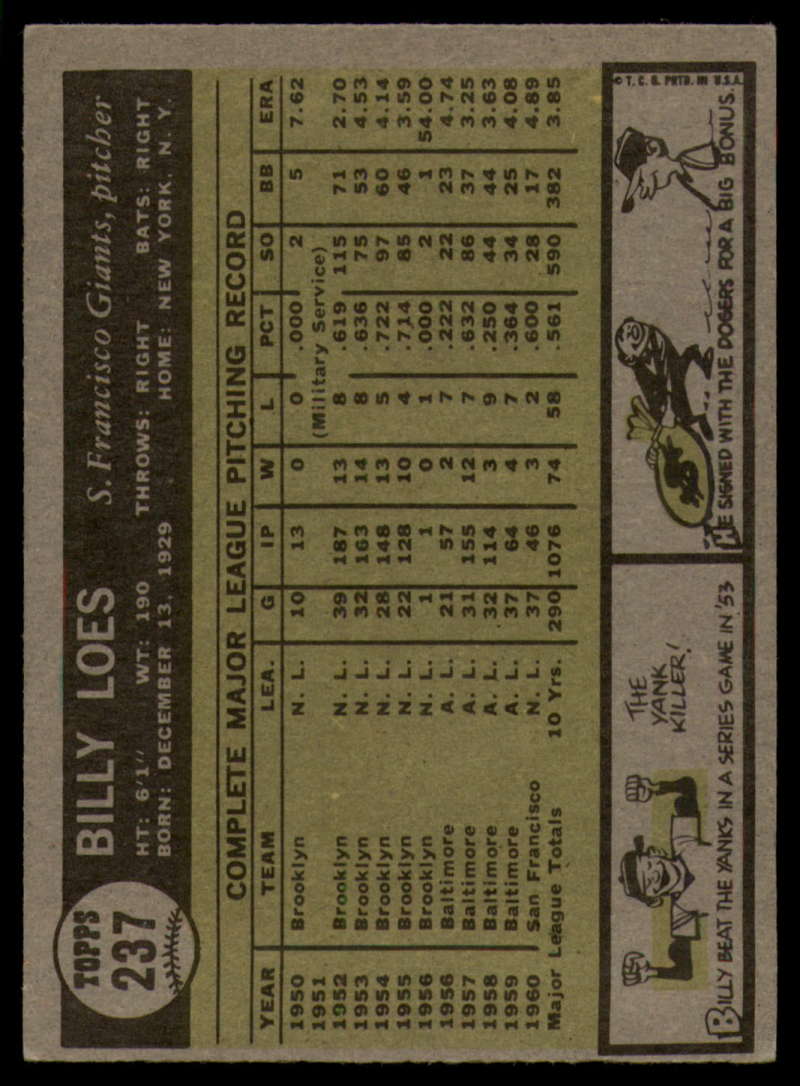 TOPPS
237
BILLY LOES S. Francisco Giants, pitcher
HT: 6'1" WT: 190 THROWS: RIGHT BATS: RIGHT
BORN: DECEMBER 13, 1929 HOME: NEW YORK, N. Y.
COMPLETE MAJOR LEAGUE PITCHING RECORD
YEAR TEAM LEA. G IP W L PCT SO BB ERA
1950 Brooklyn N. L. 10 13 0 0 .000 2 5 7.62
1951 (Military Service)
1952 Brooklyn N. L. 39 187 13 8 .619 115 71 2.70
1953 Brooklyn N. L. 32 163 14 8 .636 75 53 4.53
1954 Brooklyn N. L. 28 148 13 5 .722 97 60 4.14
1955 Brooklyn N. L. 22 128 10 4 .714 85 46 3.59
1956 Brooklyn N. L. 1 1 0 1 .000 2 1 54.00
1956 Baltimore A. L. 21 57 2 7 .222 22 23 4.74
1957 Baltimore A. L. 31 155 12 7 .632 86 37 3.25
1958 Baltimore A. L. 32 114 3 9 .250 44 44 3.63
1959 Baltimore A. L. 37 64 4 7 .364 34 25 4.08
1960 San Francisco N. L. 37 46 3 2 .600 28 17 4.89
Major League Totals 10 Yrs. 290 1076 74 58 .561 590 382 3.85
THE
YANK
KILLER!
BILLY BEAT THE YANKS IN A SERIES GAME IN '53
© T. C. G. PRTD. IN U.S.A.
HE SIGNED WITH THE DOGERS FOR A BIG BONUS.